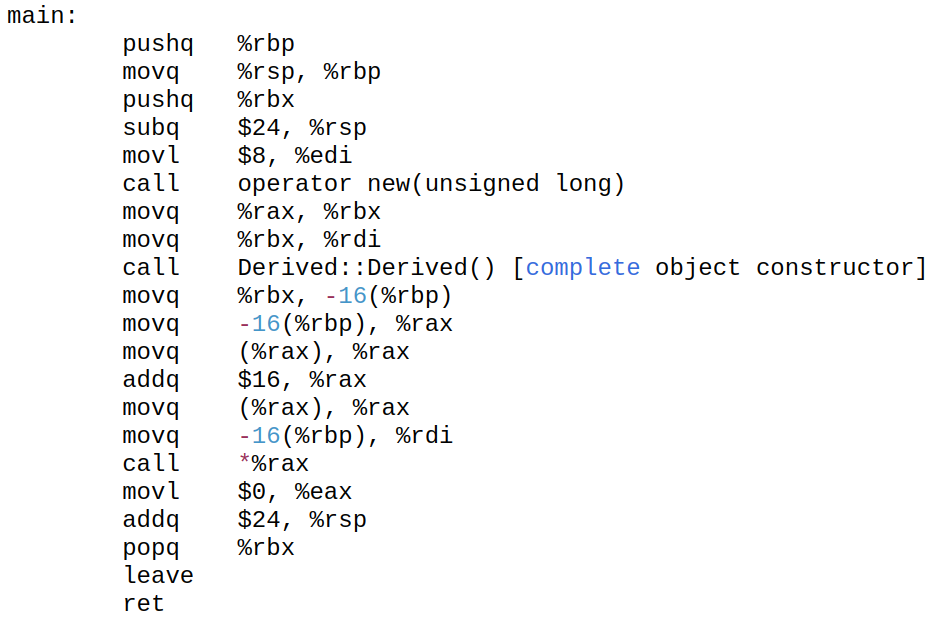 main:
pushq %rbp
movq %rsp, %rbp
pushq %rbx
subq $24, %rsp
movl $8, %edi
call operator new(unsigned long)
movq %rax, %rbx
movq %rbx, %rdi
call Derived::Derived() [complete object constructor]
movq %rbx, -16(%rbp)
movq -16(%rbp), %rax
movq (%rax), %rax
addq $16, %rax
movq (%rax), %rax
movq -16(%rbp), %rdi
call *%rax
movl $0, %eax
addq $24, %rsp
popq %rbx
leave
ret